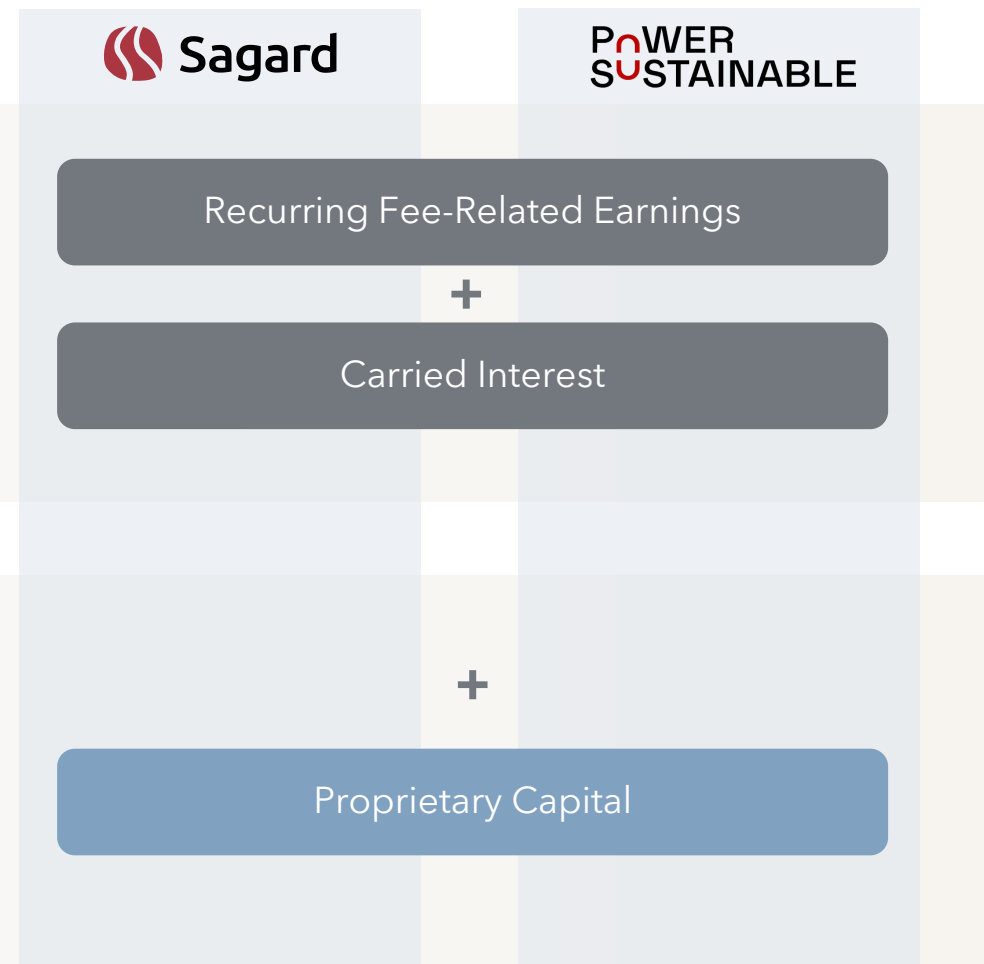 Sagard
POWER
SUSTAINABLE
Recurring Fee-Related Earnings
+
Carried Interest
+
Proprietary Capital